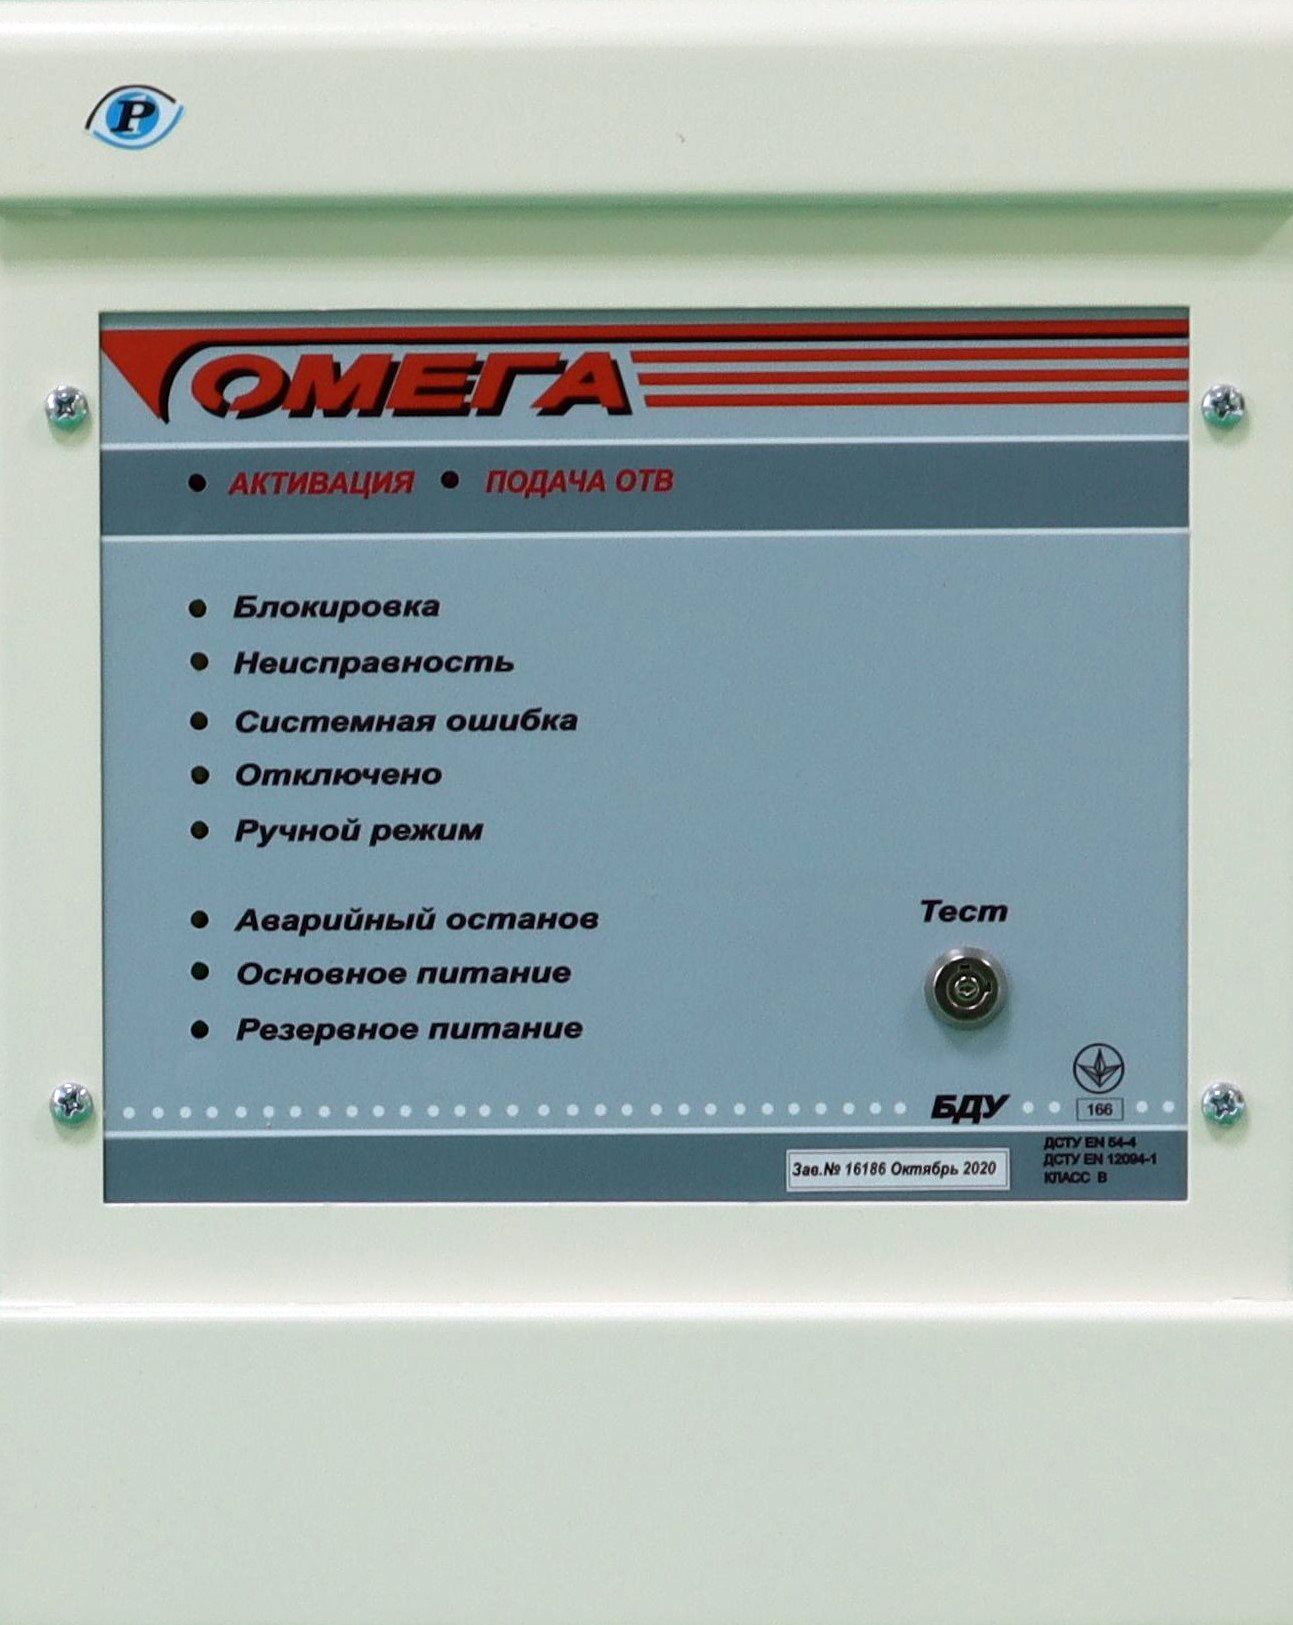 P
ОМЕГА
АКТИВАЦИЯ ПОДАЧА ОТВ
Блокировка
Неисправность
Системная ошибка
Отключено
Ручной режим
Аварийный останов
Основное питание
Резервное питание
Тест
БДУ
166
Зав.№ 16186 Октябрь 2020
ДСТУ EN 54-4
ДСТУ EN 12094-1
КЛАСС В